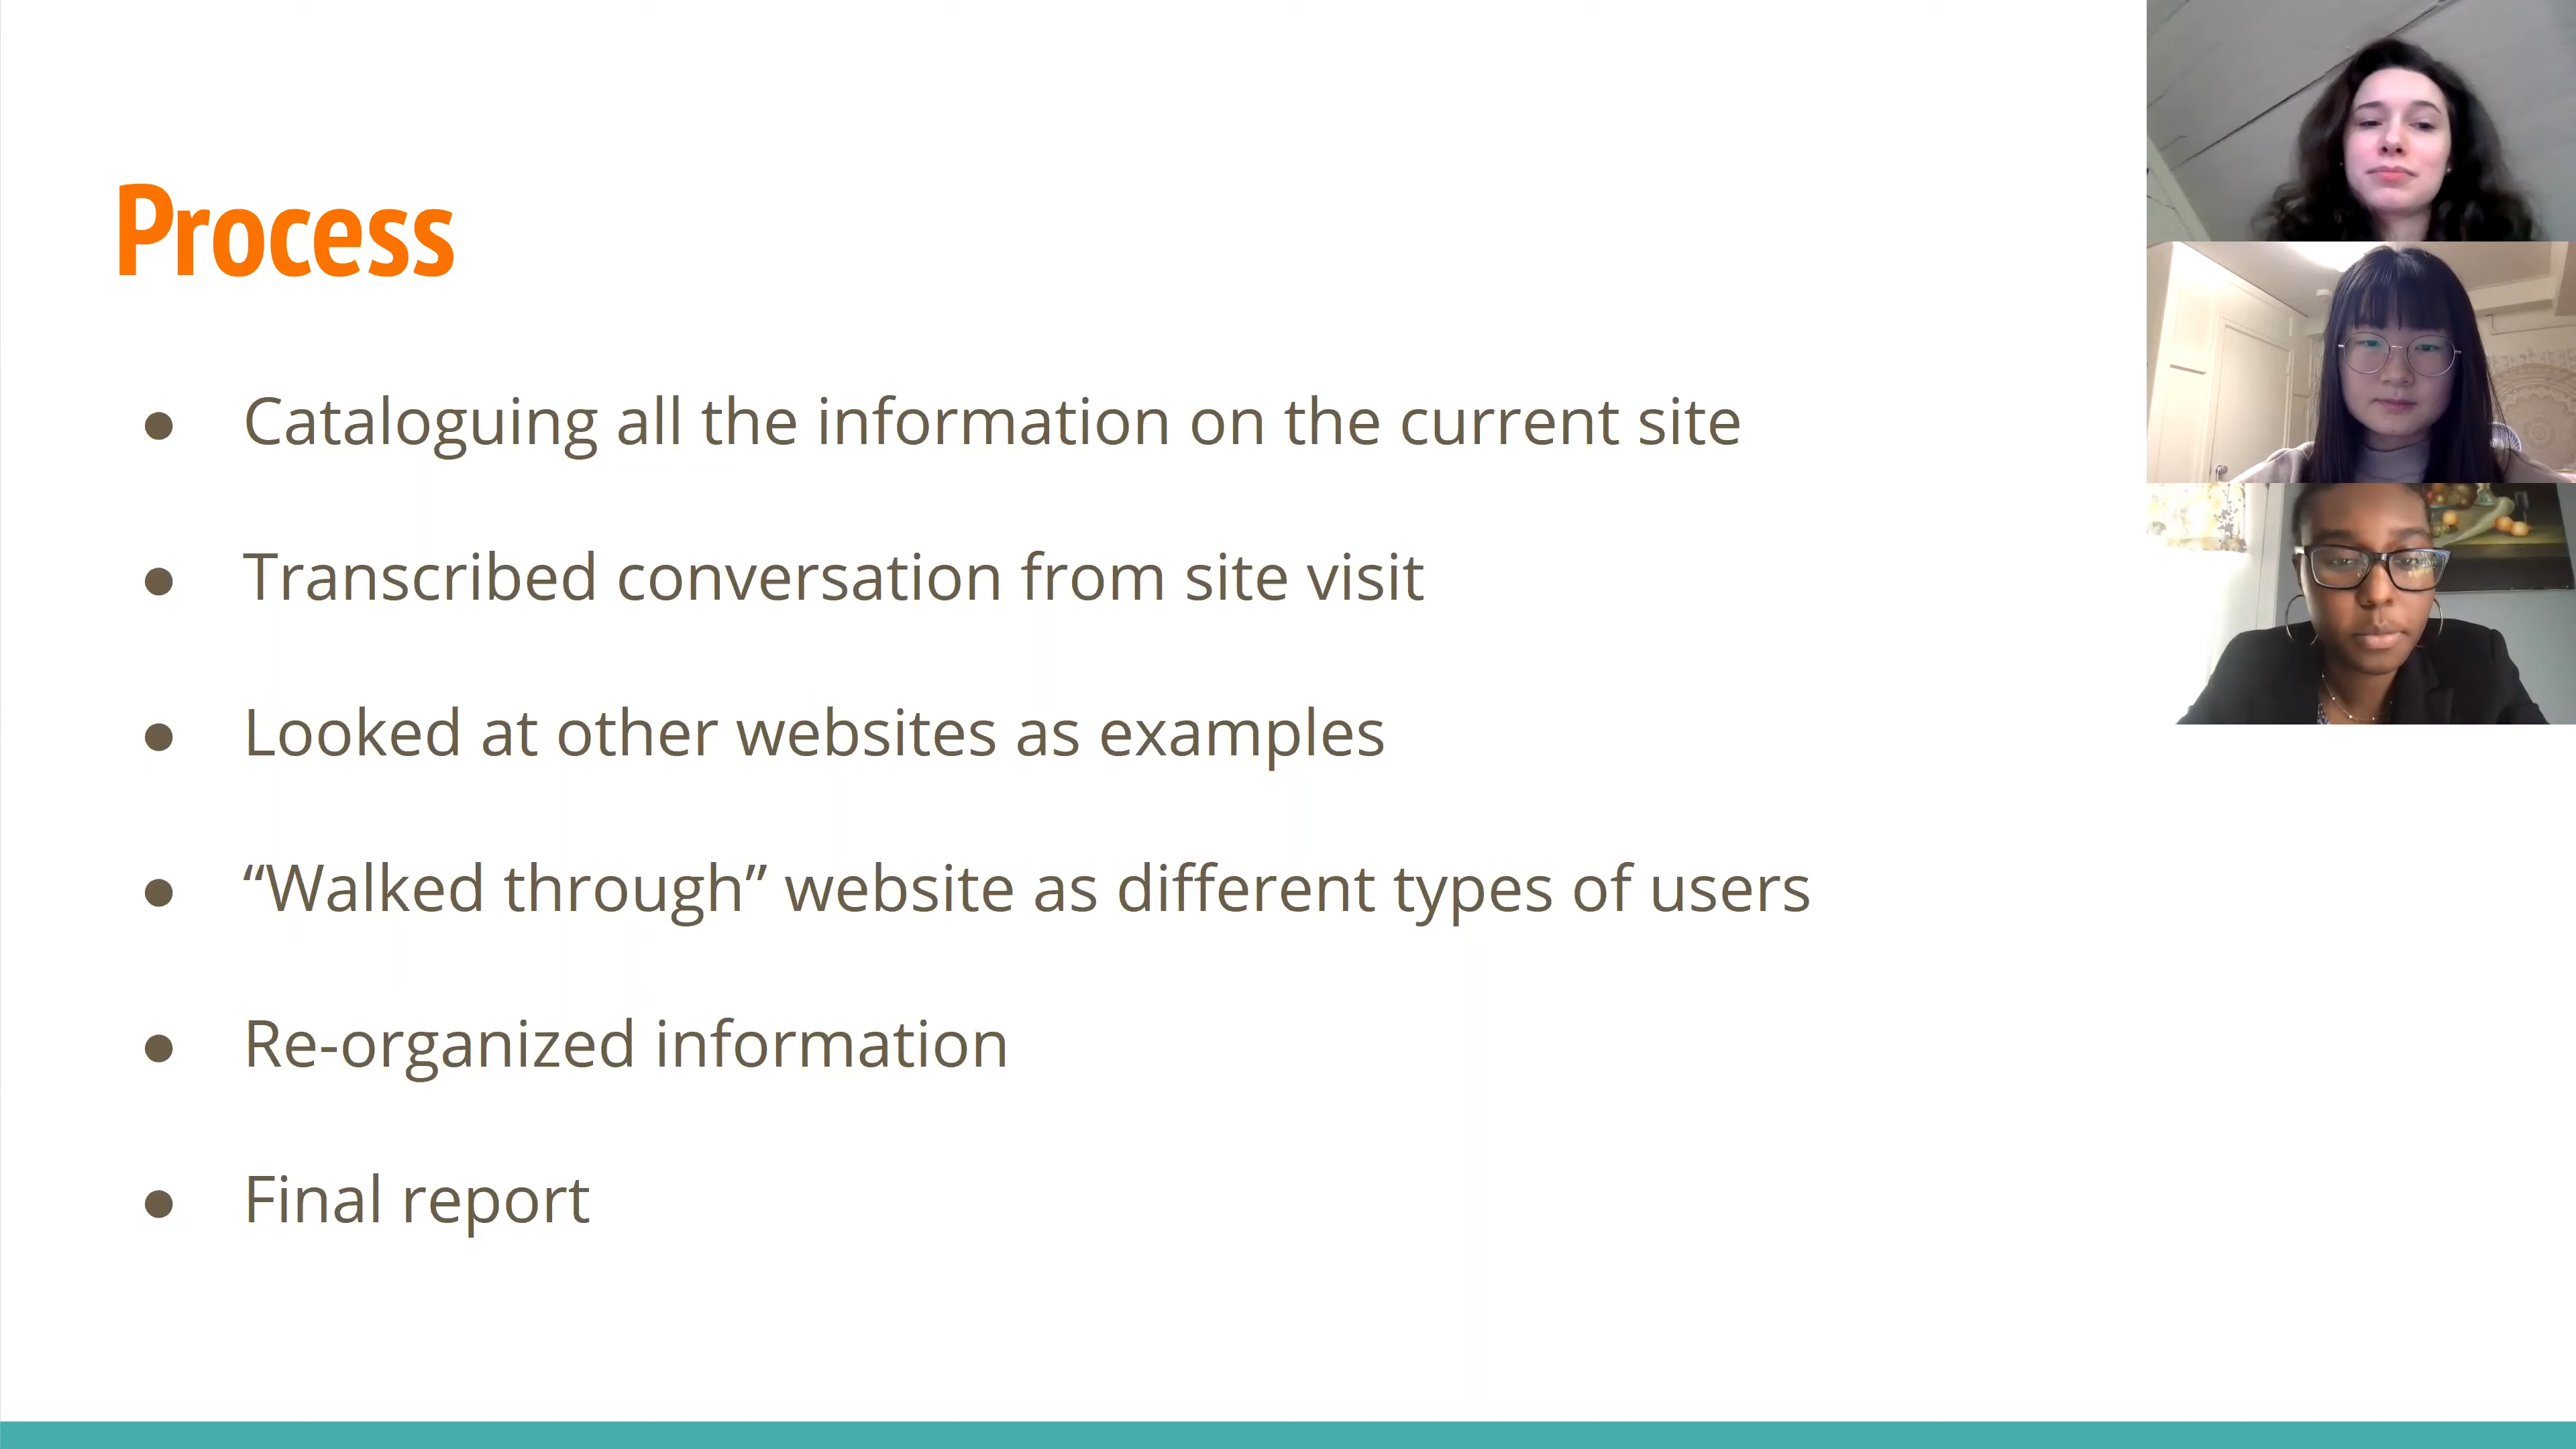 Process
● Cataloguing all the information on the current site
● Transcribed conversation from site visit
● Looked at other websites as examples
● “Walked through” website as different types of users
● Re-organized information
● Final report